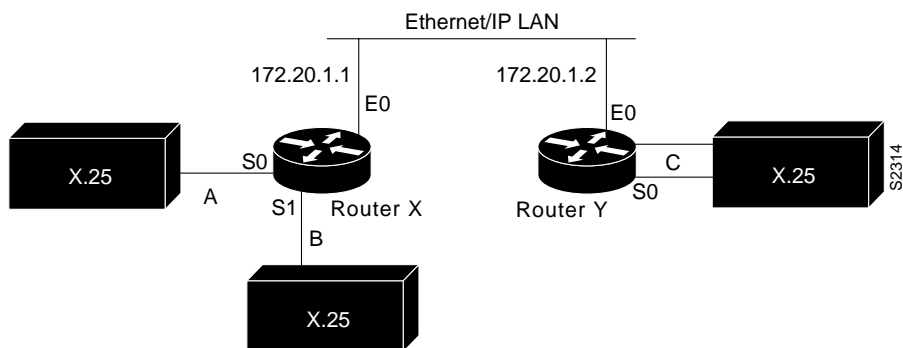 Ethernet/IP LAN
172.20.1.1
172.20.1.2
E0
E0
X.25
S0
A
S1
Router X
B
X.25
Router Y
C
S0
X.25
S2314